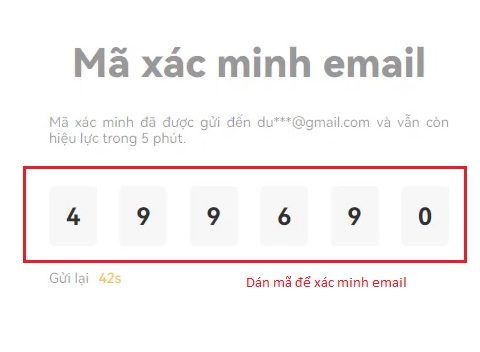 Mã xác minh email
Mã xác minh đã được gửi đến du***@gmail.com và vẫn còn
hiệu lực trong 5 phút.
4 9 9 6 9 0
Gửi lại 42s
Dán mã để xác minh email